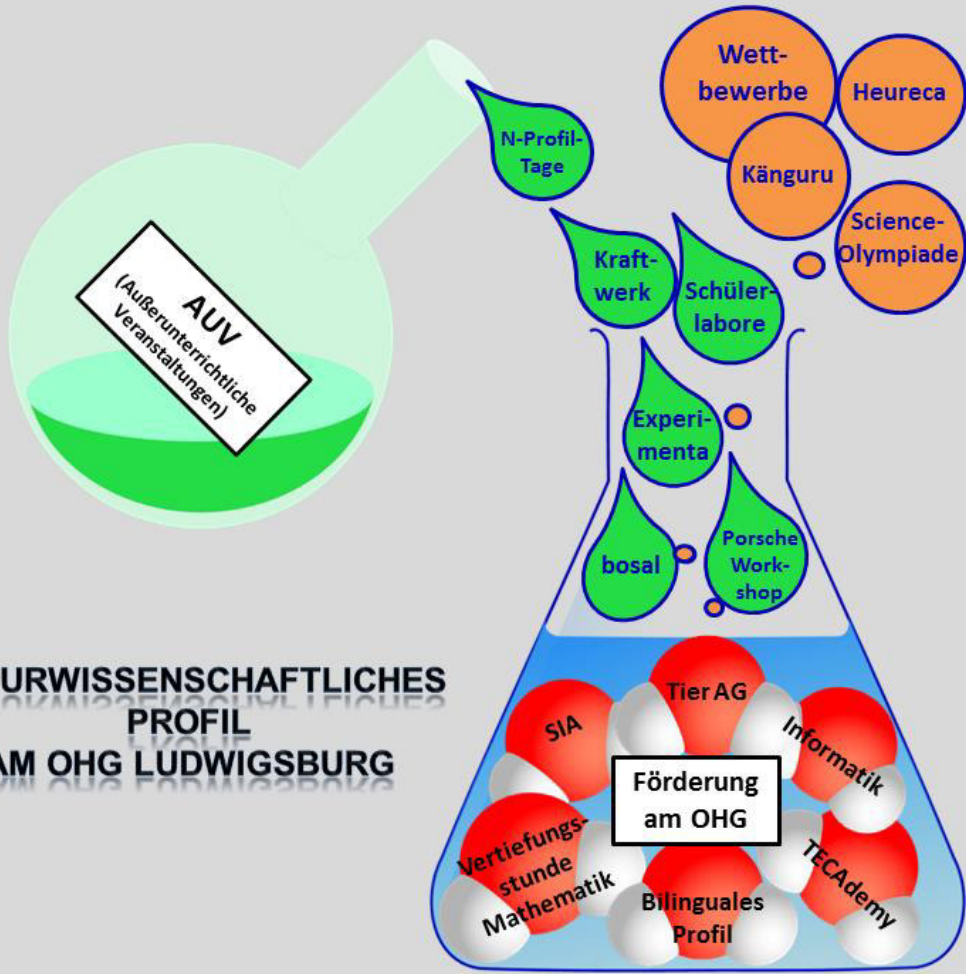 AUV
(Außerunterrichtliche
Veranstaltungen)
N-Profil-
Tage
Kraft-
werk
Schüler-
labore
Experi-
menta
bosal
Porsche
Work-
shop
Wett-
bewerbe
Heureca
Känguru
Science-
Olympiade
URWISSENSCHAFTLICHES
PROFIL
AM OHG LUDWIGSBURG
SIA
Tier AG
Informatik
Förderung
am OHG
Vertiefungs-
stunde
Mathematik
Bilinguales
Profil
TECAdemy